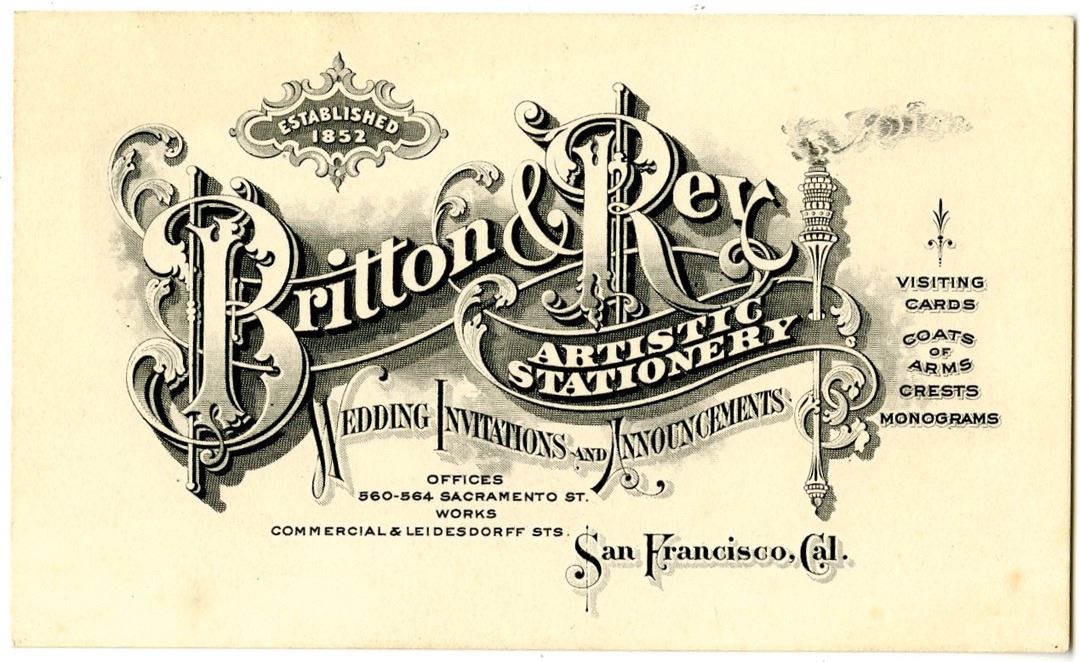 ESTABLISHED
1852
Britton & Rey
ARTISTIC
STATIONERY
WEDDING INVITATIONS AND ANNOUNCEMENTS
OFFICES
560-564 SACRAMENTO ST.
WORKS
COMMERCIAL & LEIDESDORFF STS.
San Francisco, Cal.
VISITING
CARDS
COATS
OF
ARMS
CRESTS
MONOGRAMS